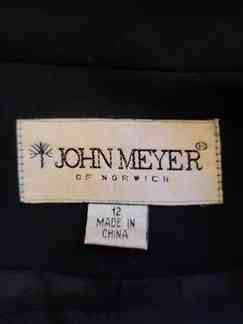 JOHN MEYER
OF NORWICH
12
MADE IN
CHINA